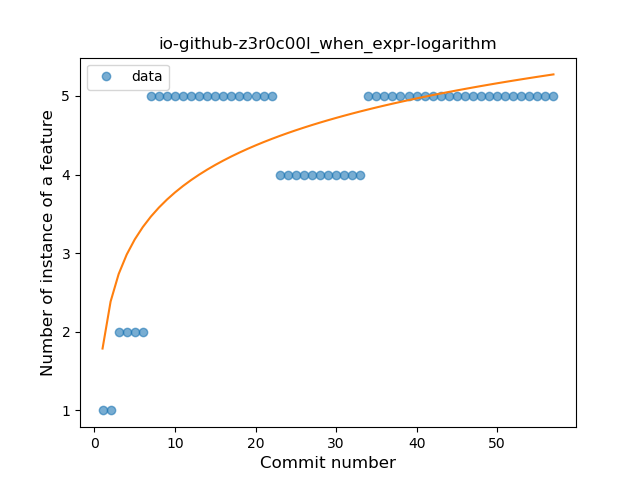 io-github-z3r0c00l_when_expr-logarithm
data
Number of instance of a feature
5
4
3
2
1
0
10
20
30
40
50
Commit number